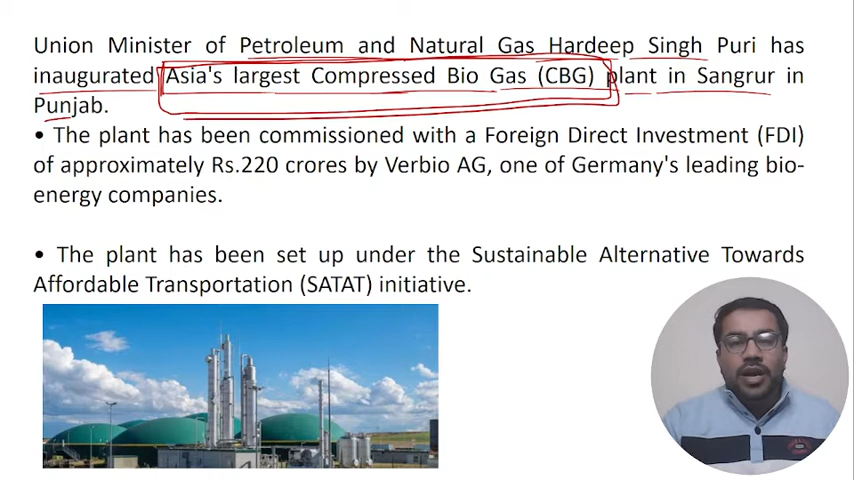 Union Minister of Petroleum and Natural Gas Hardeep Singh Puri has
inaugurated Asia's largest Compressed Bio Gas (CBG) plant in Sangrur in
Punjab.
• The plant has been commissioned with a Foreign Direct Investment (FDI)
of approximately Rs.220 crores by Verbio AG, one of Germany's leading bio-
energy companies.
• The plant has been set up under the Sustainable Alternative Towards
Affordable Transportation (SATAT) initiative.